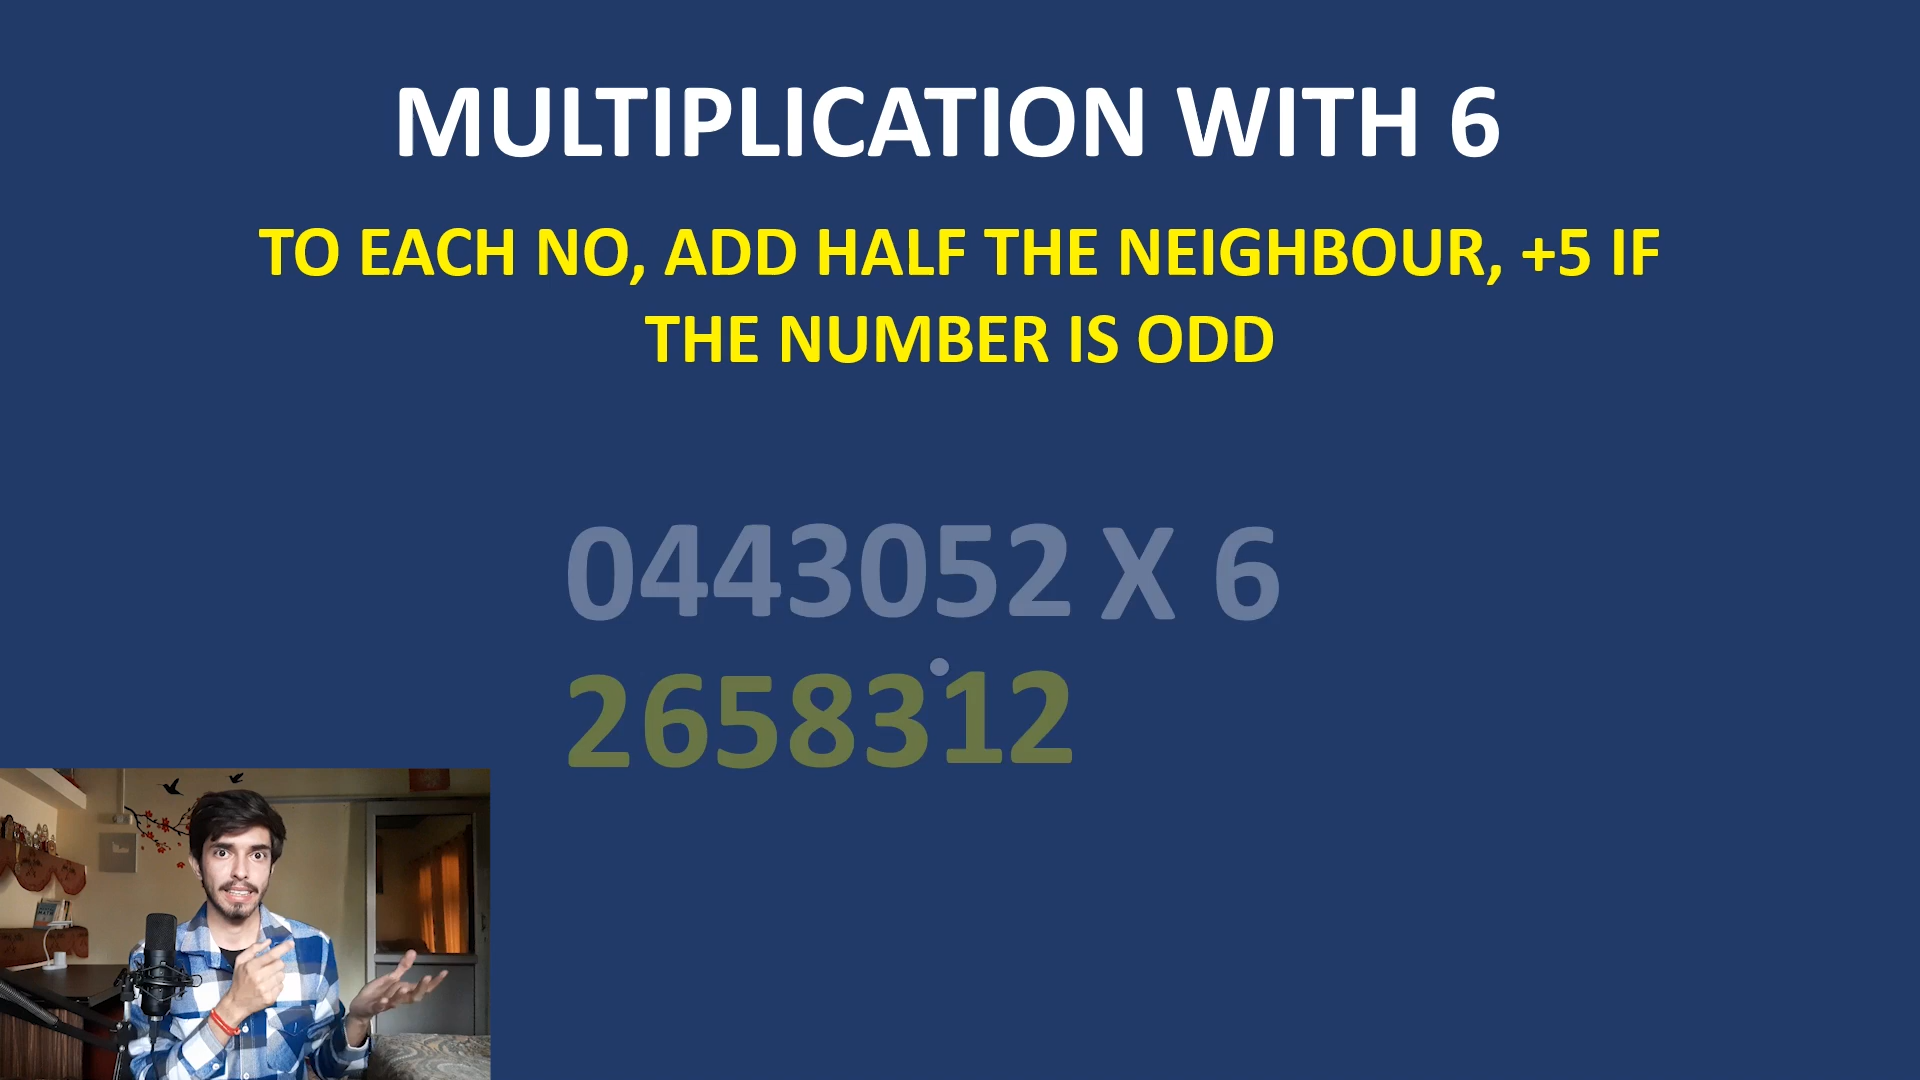 MULTIPLICATION WITH 6
TO EACH NO, ADD HALF THE NEIGHBOUR, +5 IF
THE NUMBER IS ODD
0443052 X 6
2658312